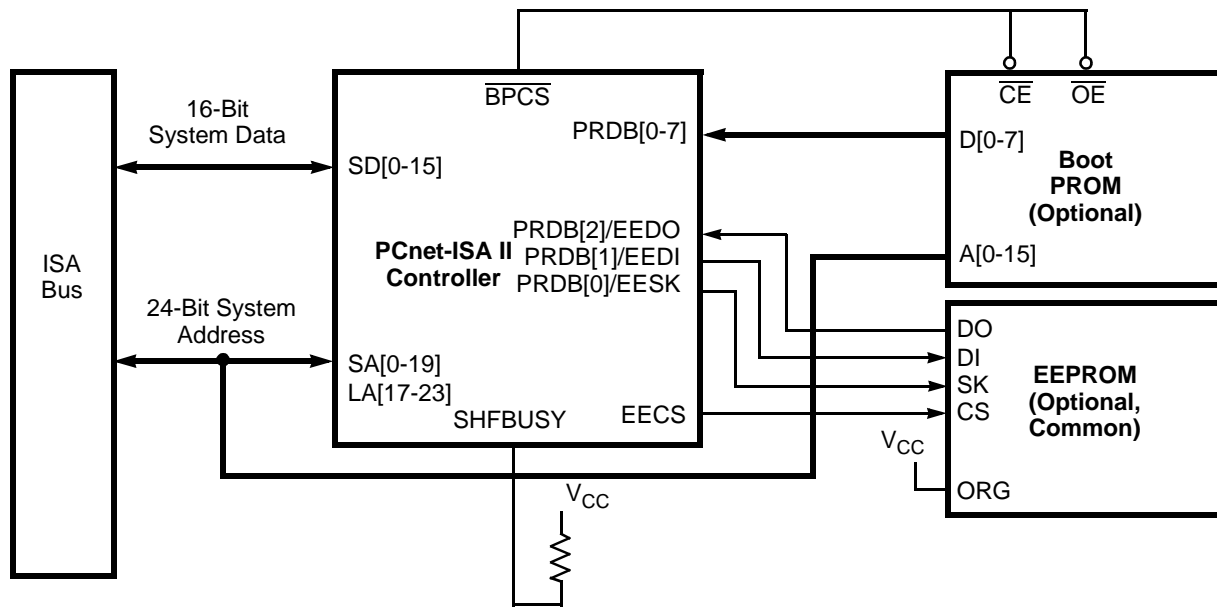 ISA
Bus
16-Bit
System Data
24-Bit System
Address
BPCS
PRDB[0-7]
SD[0-15]
PRDB[2]/EEDO
PCnet-ISA II
Controller
PRDB[1]/EEDI
PRDB[0]/EESK
SA[0-19]
LA[17-23]
SHFBUSY
EECS
VCC
CE
OE
D[0-7]
Boot
PROM
(Optional)
A[0-15]
DO
DI
SK
CS
EEPROM
(Optional,
Common)
VCC
ORG